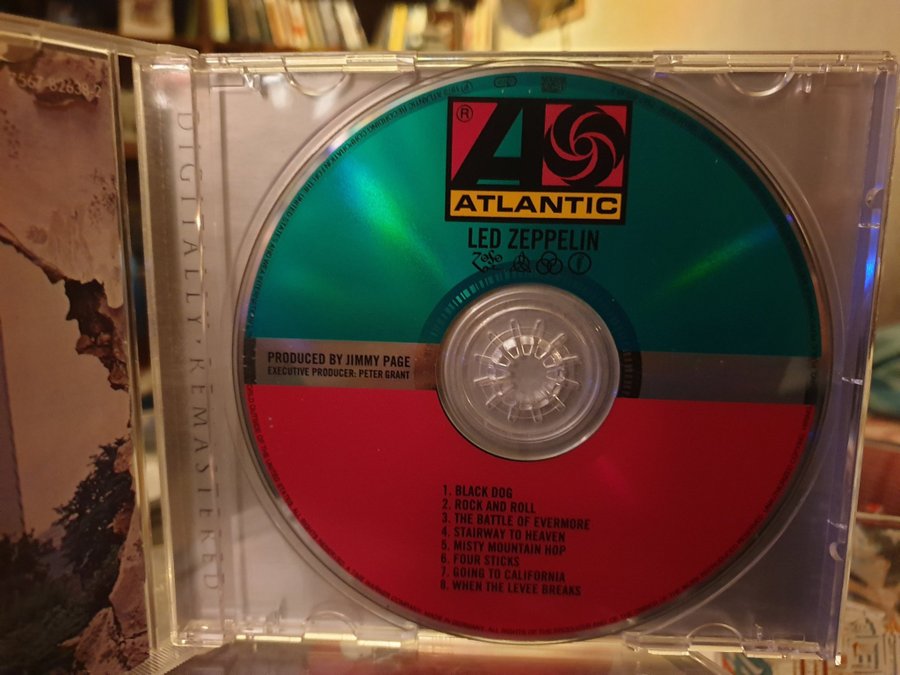 DIGITALLY·REMASTERED
®
ATLANTIC
LED ZEPPELIN
PRODUCED BY JIMMY PAGE
EXECUTIVE PRODUCER: PETER GRANT
1. BLACK DOG
2. ROCK AND ROLL
3. THE BATTLE OF EVERMORE
4. STAIRWAY TO HEAVEN
5. MISTY MOUNTAIN HOP
6. FOUR STICKS
7. GOING TO CALIFORNIA
8. WHEN THE LEVEE BREAKS